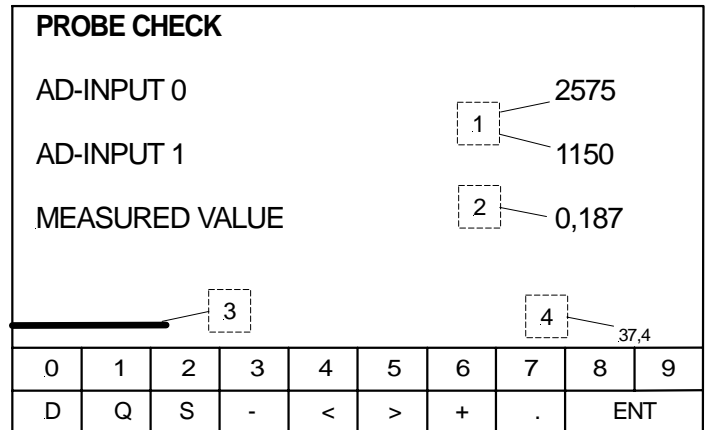 PROBE CHECK
AD-INPUT 0 2575
1
AD-INPUT 1 1150
MEASURED VALUE 2 0,187
3 4
37,4
0 1 2 3 4 5 6 7 8 9
D Q S - < > + . ENT